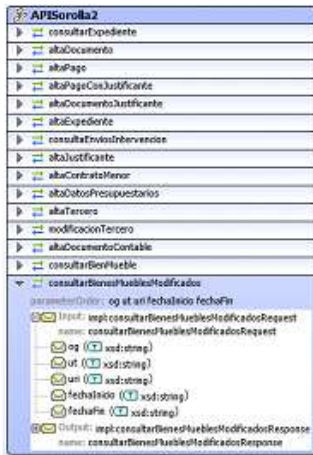 APISorolla2
consultarExpediente
altaDocumento
altaPago
altaPagoConJustificante
altaDocumentoJustificante
altaExpediente
consultaEnviosIntervencion
altaJustificante
altaContratoMenor
altaDatosPresupuestarios
altaTercero
modificacionTercero
altaDocumentoContable
consultarBienMueble
consultarBienesMueblesModificados
parameterOrder: og ut uri fechaInicio fechaFin
Input: impl:consultarBienesMueblesModificadosRequest
name: consultarBienesMueblesModificadosRequest
og (T xsd:string)
ut (T xsd:string)
uri (T xsd:string)
fechaInicio (T xsd:string)
fechaFin (T xsd:string)
Output: impl:consultarBienesMueblesModificadosResponse
name: consultarBienesMueblesModificadosResponse